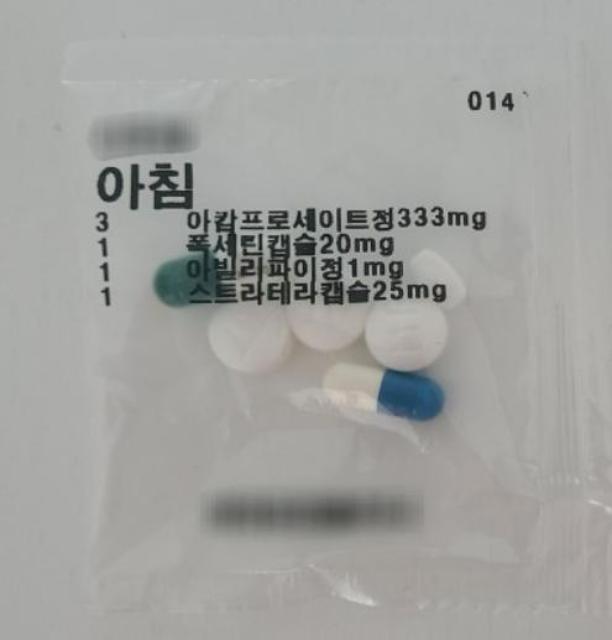 014
아침
3 아캄프로세이트정333mg
1 폭세틴캡슐20mg
1 아빌리파이정1mg
1 스트라테라캡슐25mg